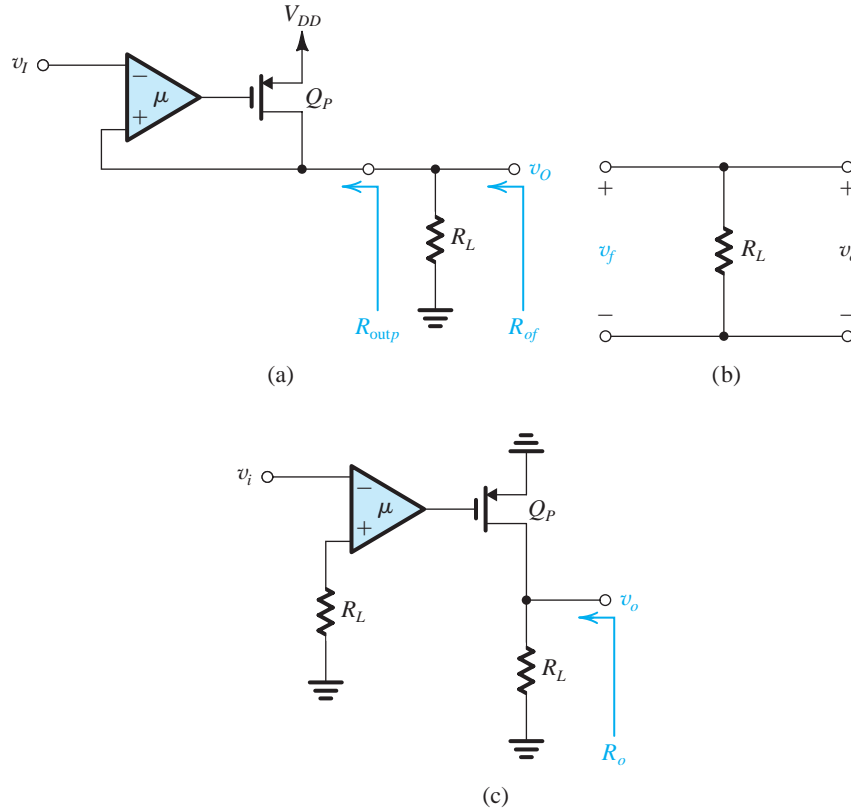 V_DD
v_I
−
μ
+
Q_P
v_O
R_L
R_outp
R_of
(a)
+
+
v_f
R_L
−
−
(b)
v_i
−
μ
+
Q_P
R_L
v_o
R_L
R_o
(c)